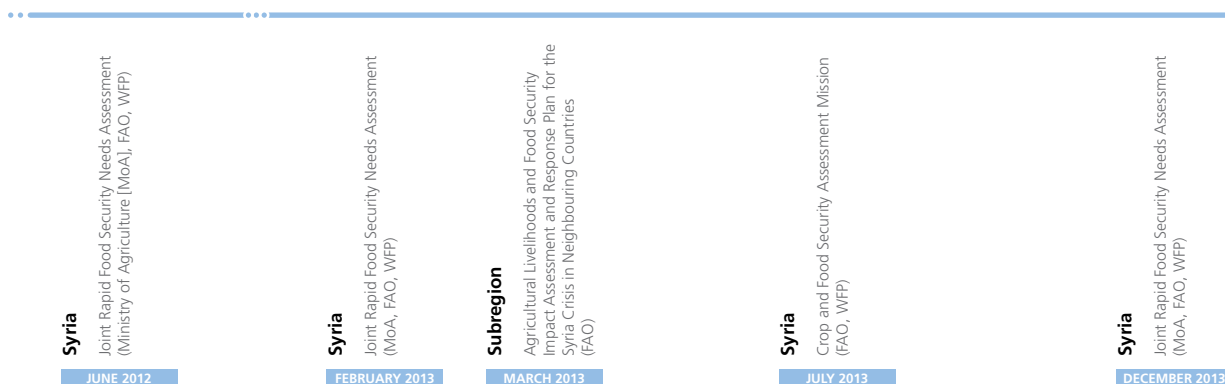 Syria
Joint Rapid Food Security Needs Assessment
(Ministry of Agriculture [MoA], FAO, WFP)
JUNE 2012
Syria
Joint Rapid Food Security Needs Assessment
(MoA, FAO, WFP)
FEBRUARY 2013
Subregion
Agricultural Livelihoods and Food Security
Impact Assessment and Response Plan for the
Syria Crisis in Neighbouring Countries
(FAO)
MARCH 2013
Syria
Crop and Food Security Assessment Mission
(FAO, WFP)
JULY 2013
Syria
Joint Rapid Food Security Needs Assessment
(MoA, FAO, WFP)
DECEMBER 2013